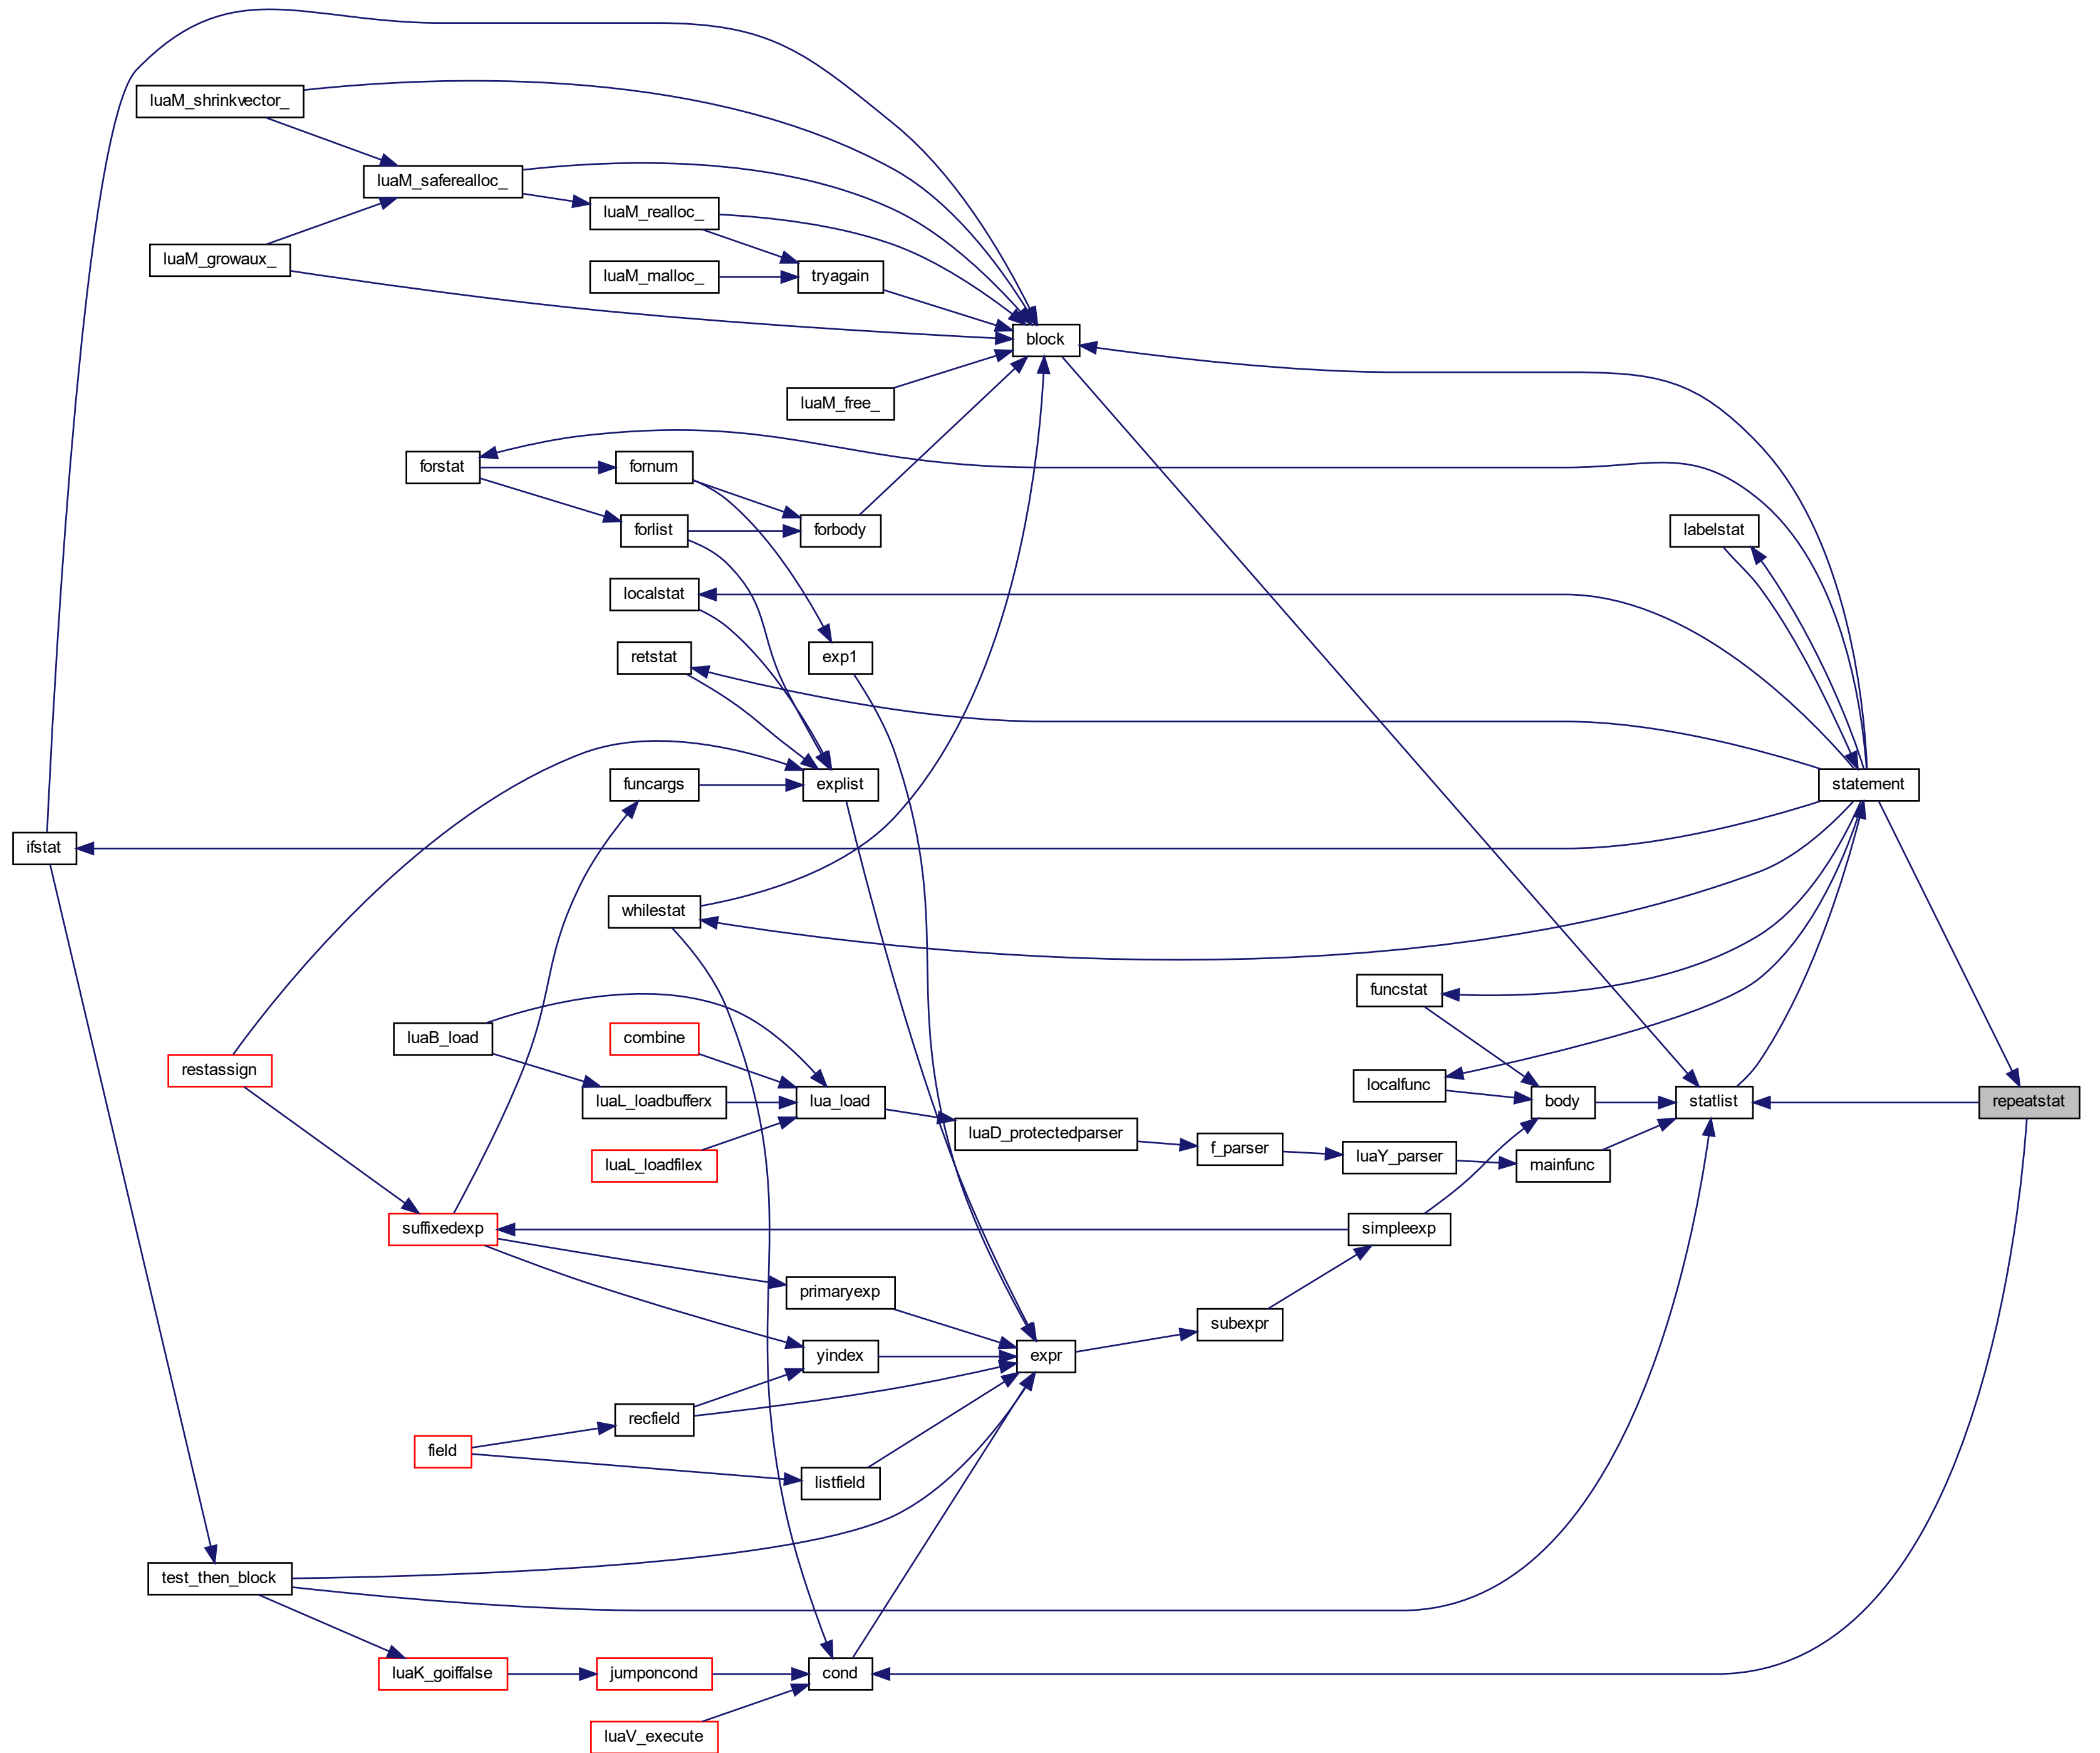 luaM_shrinkvector_
luaM_saferealloc_
luaM_realloc_
luaM_growaux_
luaM_malloc_
tryagain
block
luaM_free_
forstat
fornum
forlist
forbody
labelstat
localstat
retstat
exp1
funcargs
explist
statement
ifstat
whilestat
funcstat
luaB_load
combine
restassign
luaL_loadbufferx
lua_load
localfunc
body
statlist
repeatstat
luaD_protectedparser
f_parser
luaY_parser
mainfunc
luaL_loadfilex
suffixedexp
simpleexp
primaryexp
subexpr
yindex
expr
recfield
field
listfield
test_then_block
luaK_goiffalse
jumponcond
cond
luaV_execute